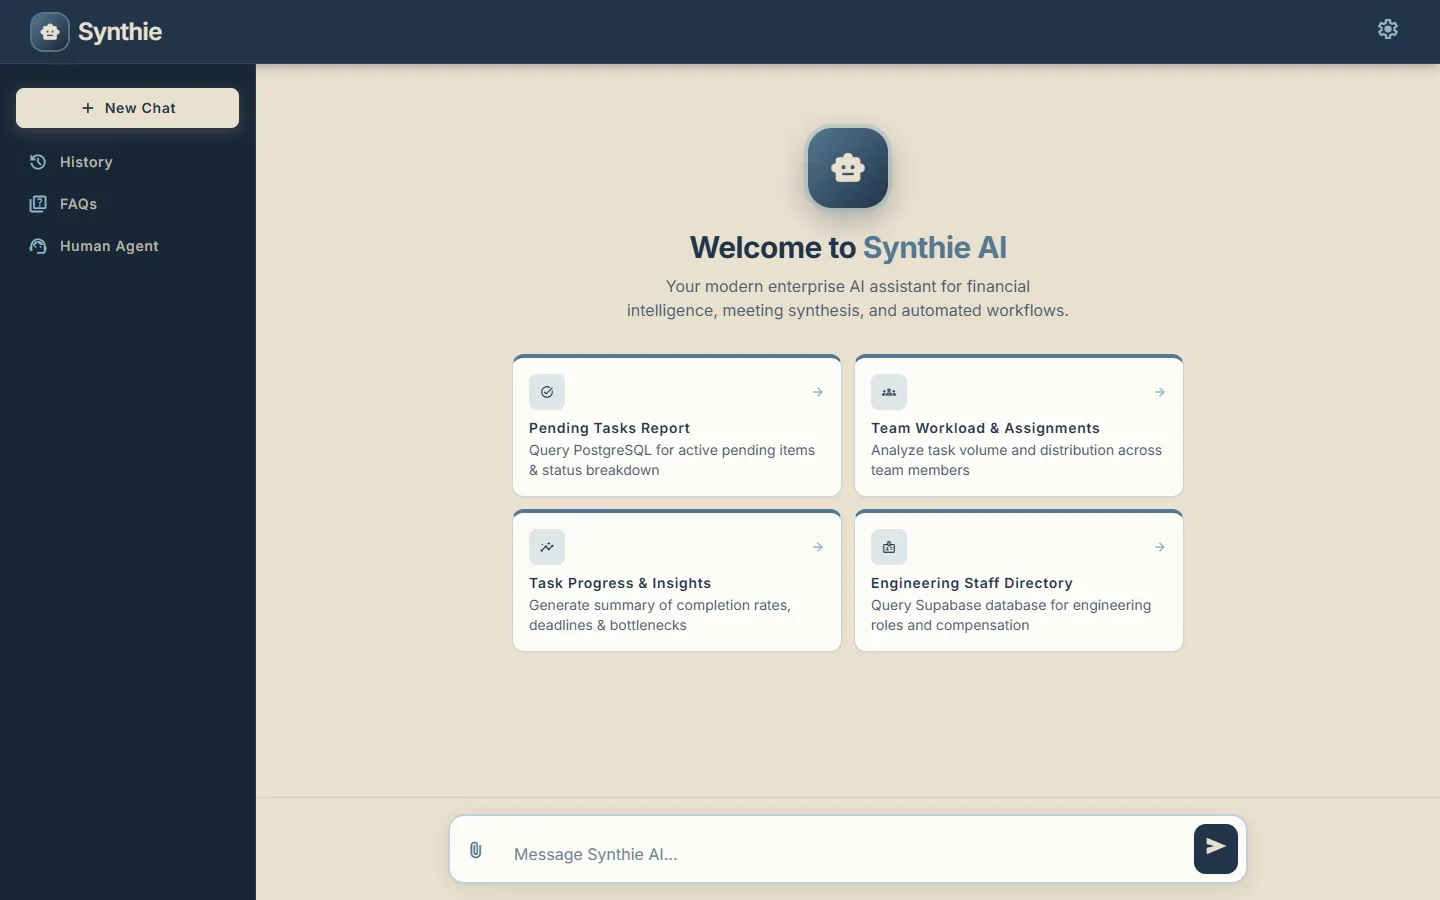 Synthie
New Chat
History
FAQs
Human Agent
Welcome to Synthie AI
Your modern enterprise AI assistant for financial
intelligence, meeting synthesis, and automated workflows.
Pending Tasks Report
Query PostgreSQL for active pending items
& status breakdown
Team Workload & Assignments
Analyze task volume and distribution across
team members
Task Progress & Insights
Generate summary of completion rates,
deadlines & bottlenecks
Engineering Staff Directory
Query Supabase database for engineering
roles and compensation
Message Synthie AI...